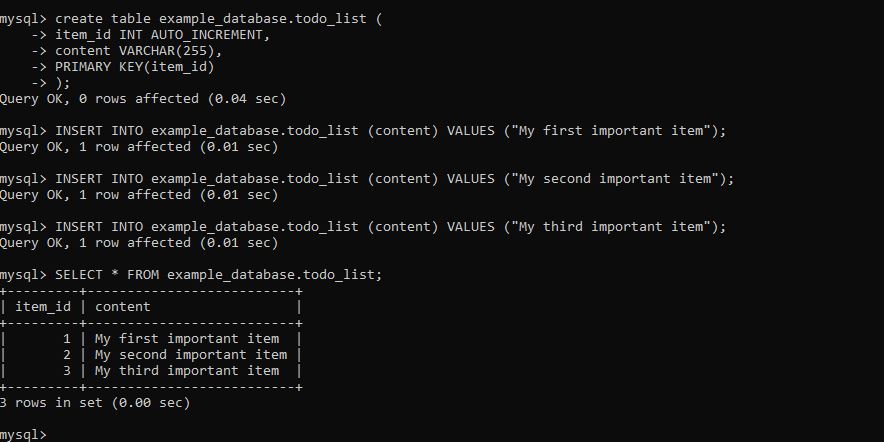 mysql> create table example_database.todo_list (
    -> item_id INT AUTO_INCREMENT,
    -> content VARCHAR(255),
    -> PRIMARY KEY(item_id)
    -> );
Query OK, 0 rows affected (0.04 sec)

mysql> INSERT INTO example_database.todo_list (content) VALUES ("My first important item");
Query OK, 1 row affected (0.01 sec)

mysql> INSERT INTO example_database.todo_list (content) VALUES ("My second important item");
Query OK, 1 row affected (0.01 sec)

mysql> INSERT INTO example_database.todo_list (content) VALUES ("My third important item");
Query OK, 1 row affected (0.01 sec)

mysql> SELECT * FROM example_database.todo_list;
+---------+--------------------------+
| item_id | content                  |
+---------+--------------------------+
|       1 | My first important item  |
|       2 | My second important item |
|       3 | My third important item  |
+---------+--------------------------+
3 rows in set (0.00 sec)

mysql>